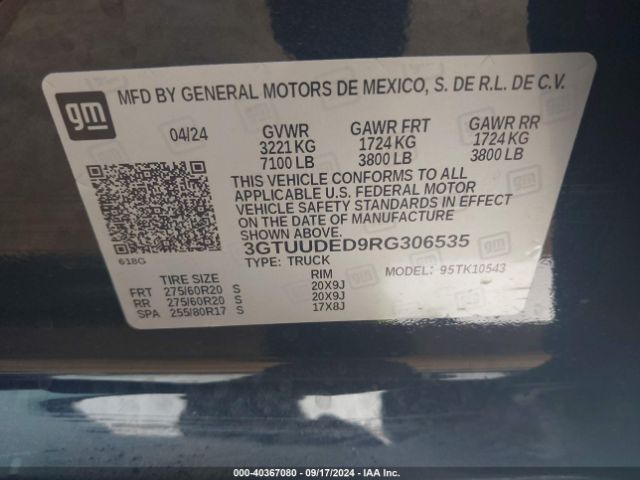 gm
MFD BY GENERAL MOTORS DE MEXICO, S. DE R.L. DE C.V.
04/24 GVWR GAWR FRT GAWR RR
3221 KG 1724 KG 1724 KG
7100 LB 3800 LB 3800 LB
THIS VEHICLE CONFORMS TO ALL
APPLICABLE U.S. FEDERAL MOTOR
VEHICLE SAFETY STANDARDS IN EFFECT
ON THE DATE OF MANUFACTURE
SHOWN ABOVE.
618G
3GTUUDED9RG306535
TYPE: TRUCK MODEL: 95TK10543
TIRE SIZE RIM
FRT 275/60R20 S 20X9J
RR 275/60R20 S 20X9J
SPA 255/80R17 S 17X8J
000-40367080 - 09/17/2024 - IAA Inc.